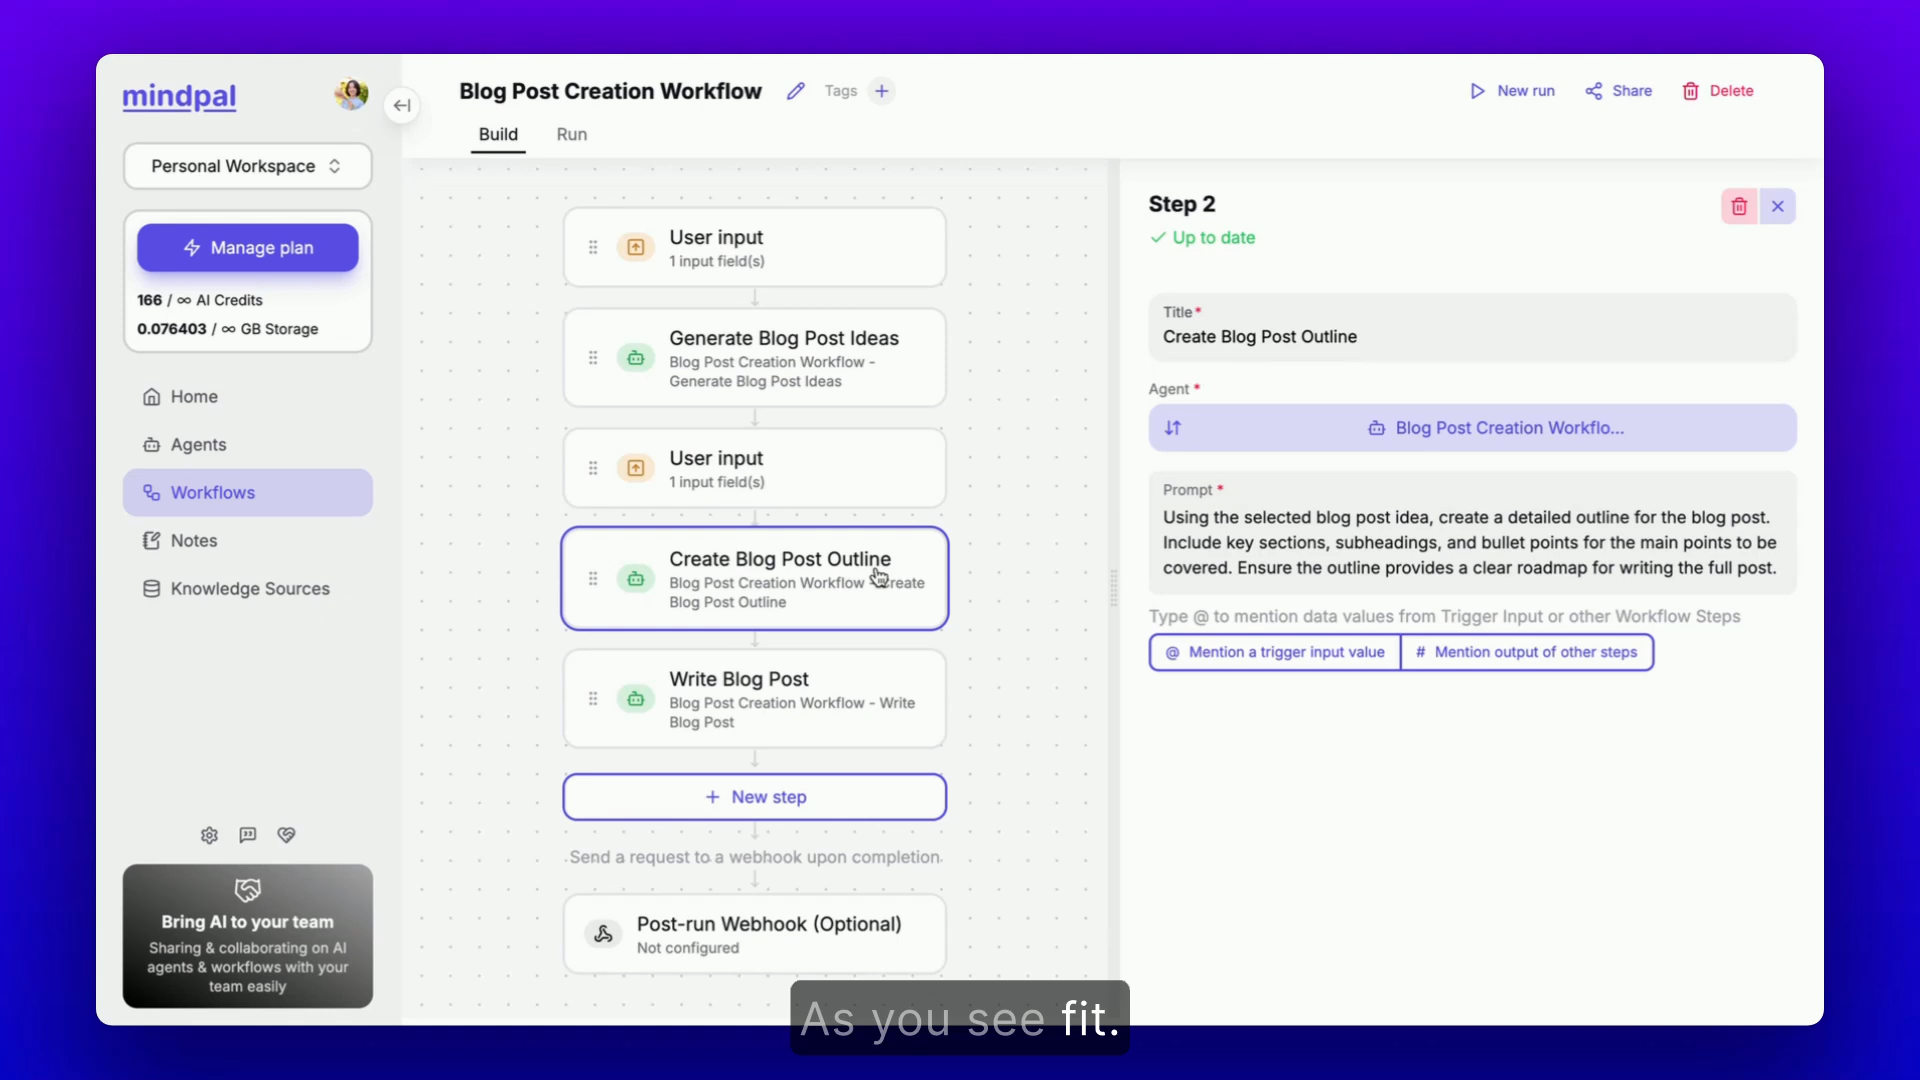 mindpal
Personal Workspace
Manage plan
166 / ∞ AI Credits
0.076403 / ∞ GB Storage
Home
Agents
Workflows
Notes
Knowledge Sources
Bring AI to your team
Sharing & collaborating on AI
agents & workflows with your
team easily
Blog Post Creation Workflow
Tags
New run
Share
Delete
Build
Run
User input
1 input field(s)
Generate Blog Post Ideas
Blog Post Creation Workflow -
Generate Blog Post Ideas
User input
1 input field(s)
Create Blog Post Outline
Blog Post Creation Workflow - Create
Blog Post Outline
Write Blog Post
Blog Post Creation Workflow - Write
Blog Post
+ New step
Send a request to a webhook upon completion
Post-run Webhook (Optional)
Not configured
Step 2
Up to date
Title*
Create Blog Post Outline
Agent *
Blog Post Creation Workflo...
Prompt *
Using the selected blog post idea, create a detailed outline for the blog post.
Include key sections, subheadings, and bullet points for the main points to be
covered. Ensure the outline provides a clear roadmap for writing the full post.
Type @ to mention data values from Trigger Input or other Workflow Steps
@ Mention a trigger input value
# Mention output of other steps
As you see fit.